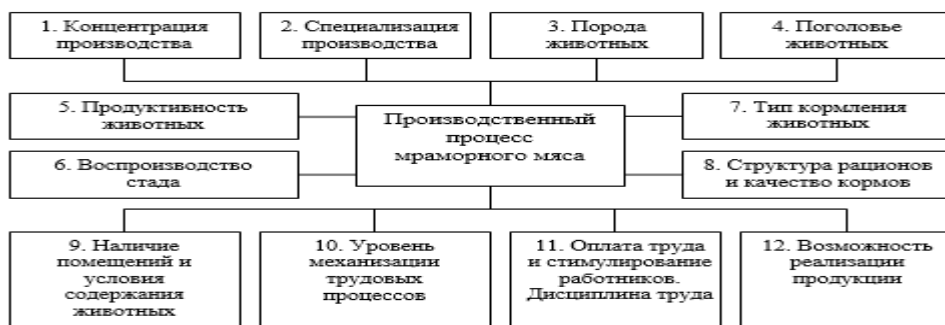 1. Концентрация
производства
2. Специализация
производства
3. Порода
животных
4. Поголовье
животных
5. Продуктивность
животных
Производственный
процесс
мраморного мяса
7. Тип кормления
животных
6. Воспроизводство
стада
8. Структура рационов
и качество кормов
9. Наличие
помещений и
условия
содержания
животных
10. Уровень
механизации
трудовых
процессов
11. Оплата труда
и стимулирование
работников.
Дисциплина труда
12. Возможность
реализации
продукции